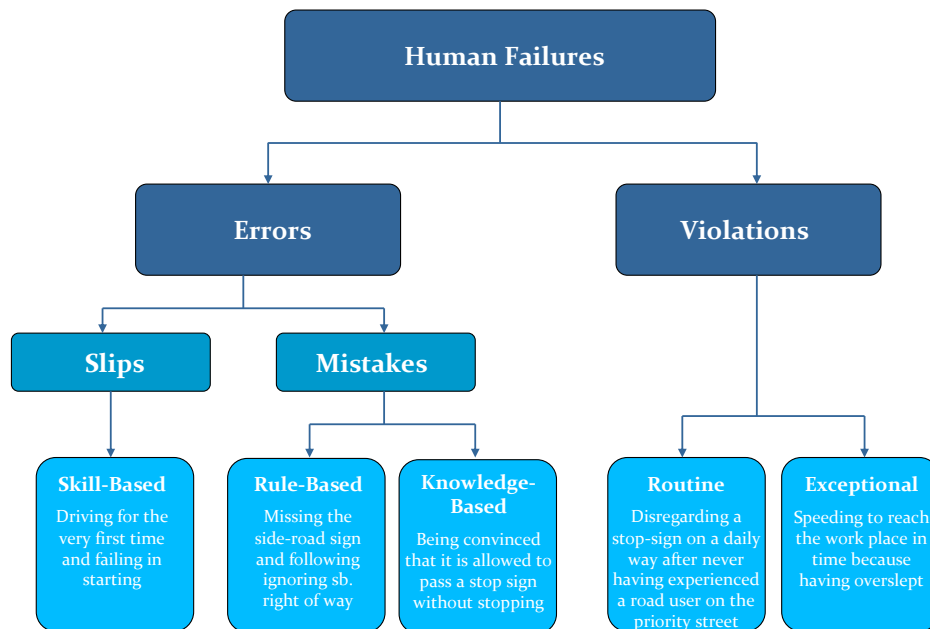 Human Failures
Errors
Violations
Slips
Mistakes
Skill-Based
Driving for the
very first time
and failing in
starting
Rule-Based
Missing the
side-road sign
and following
ignoring sb.
right of way
Knowledge-
Based
Being convinced
that it is allowed to
pass a stop sign
without stopping
Routine
Disregarding a
stop-sign on a daily
way after never
having experienced
a road user on the
priority street
Exceptional
Speeding to reach
the work place in
time because
having overslept